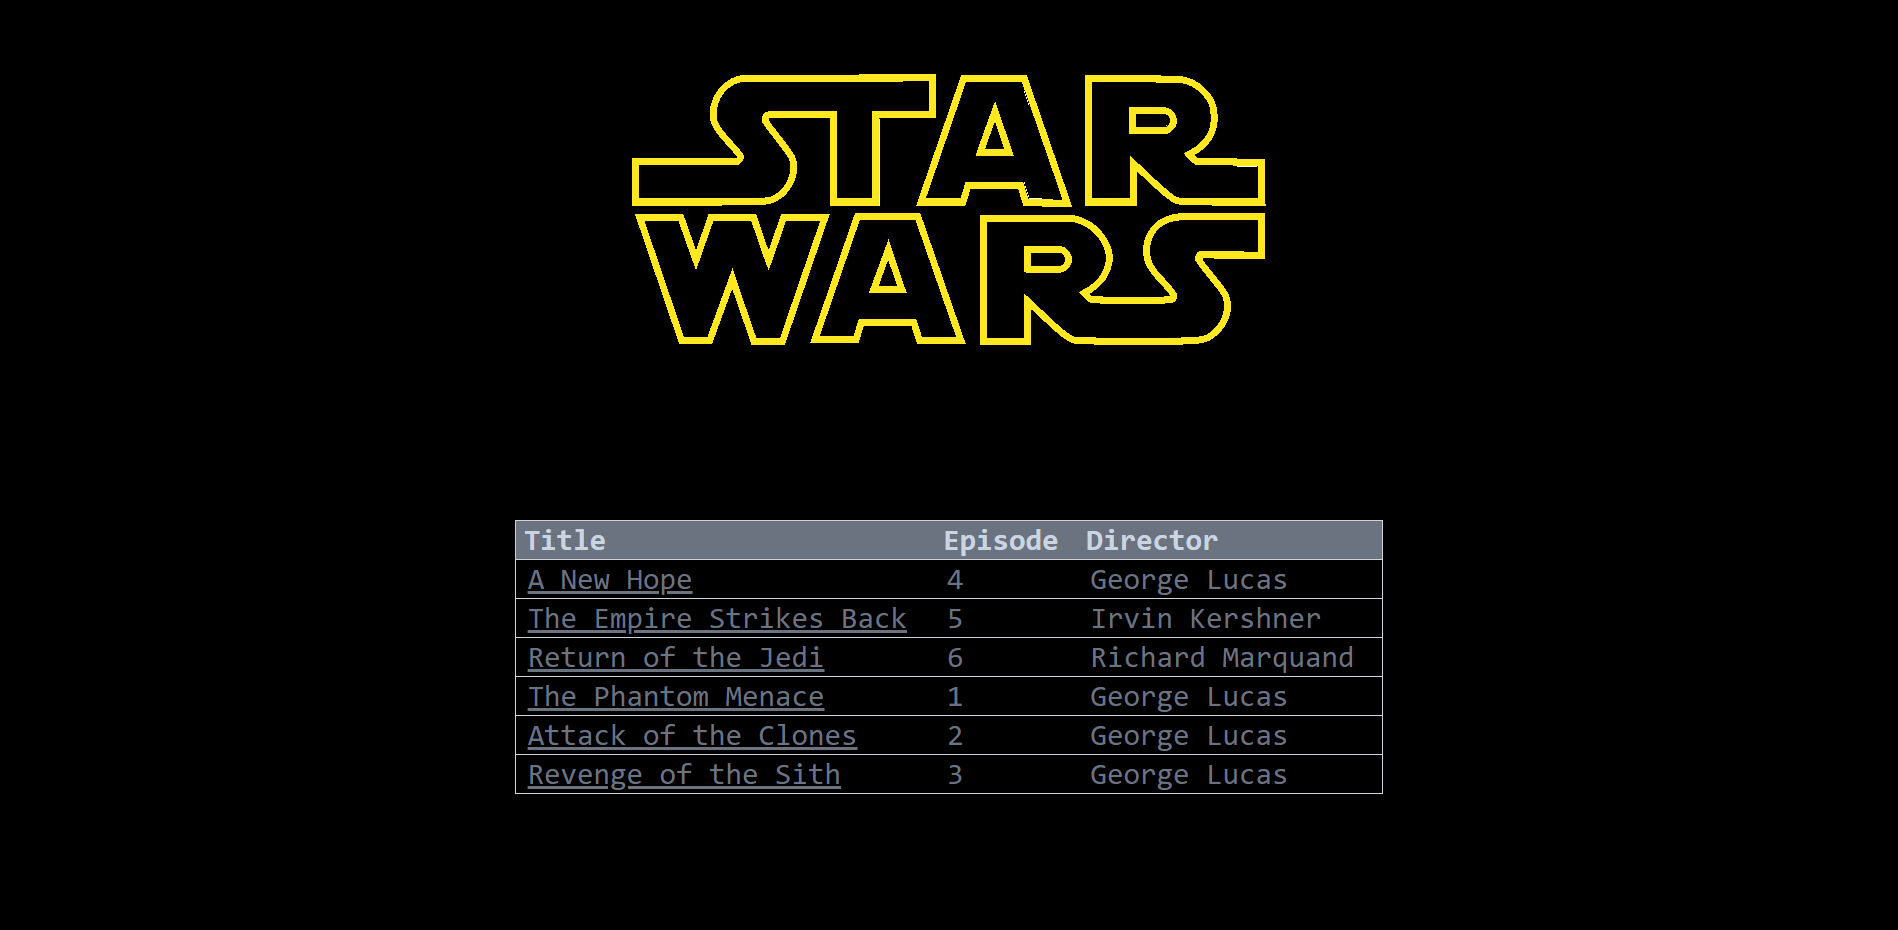 STAR
WARS
Title Episode Director
A New Hope 4 George Lucas
The Empire Strikes Back 5 Irvin Kershner
Return of the Jedi 6 Richard Marquand
The Phantom Menace 1 George Lucas
Attack of the Clones 2 George Lucas
Revenge of the Sith 3 George Lucas